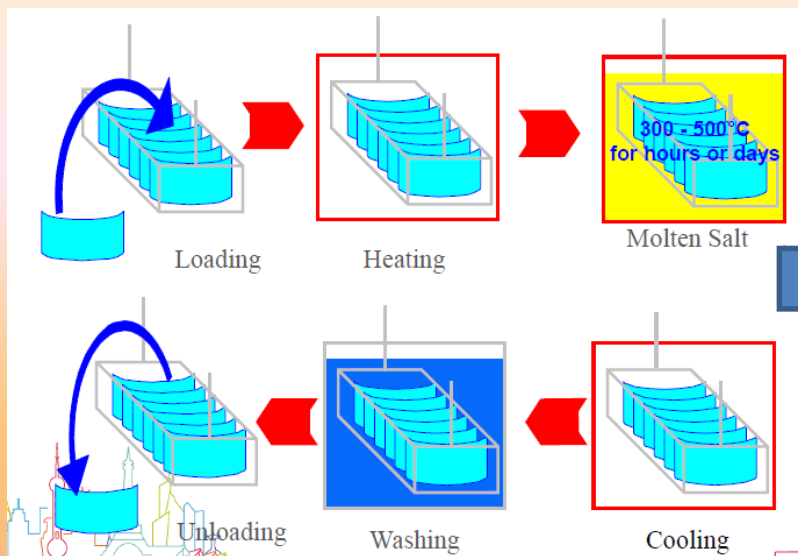 Loading
Heating
300 - 500°C
for hours or days
Molten Salt
Unloading
Washing
Cooling